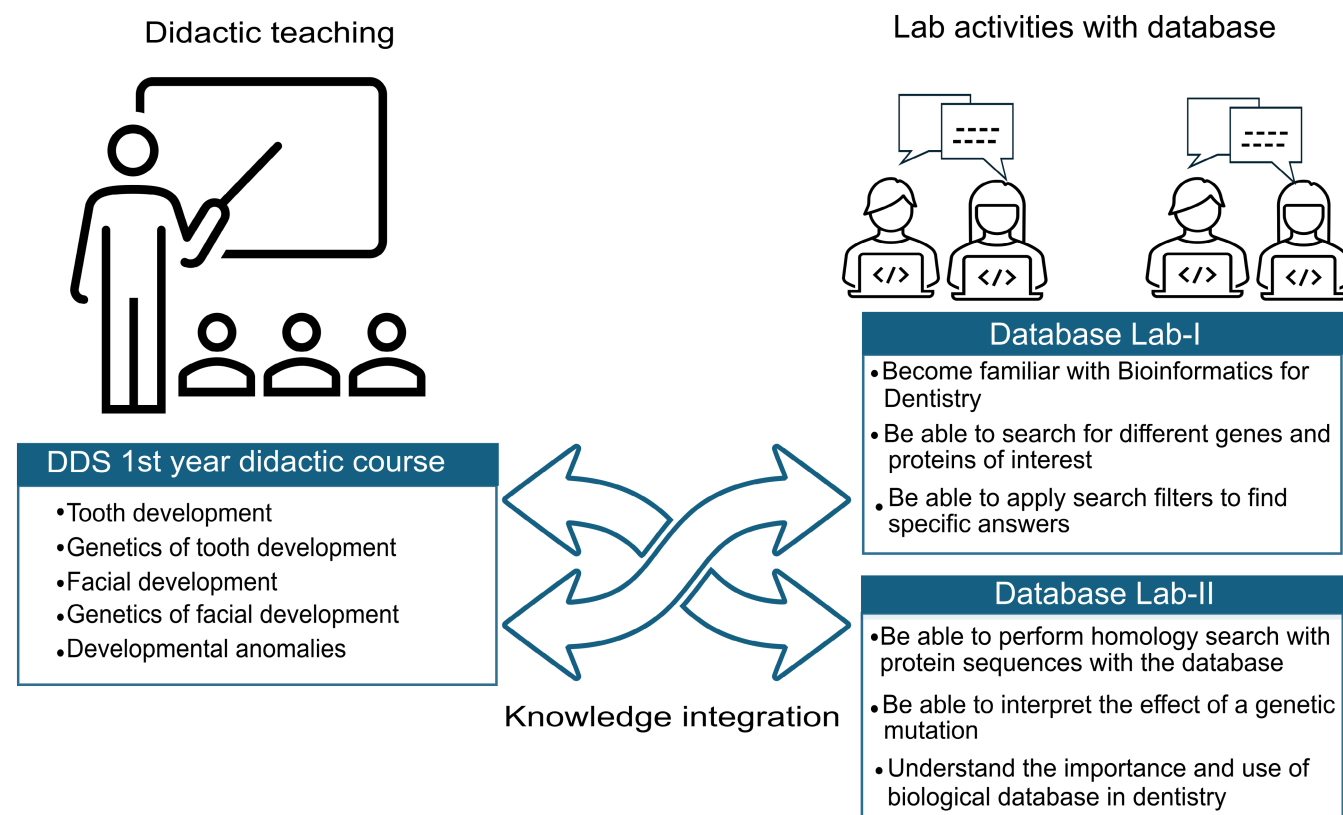 Didactic teaching
DDS 1st year didactic course
•Tooth development
•Genetics of tooth development
•Facial development
•Genetics of facial development
•Developmental anomalies
Knowledge integration
Lab activities with database
</>
</>
</>
</>
Database Lab-I
•Become familiar with Bioinformatics for
Dentistry
•Be able to search for different genes and
proteins of interest
•Be able to apply search filters to find
specific answers
Database Lab-II
•Be able to perform homology search with
protein sequences with the database
•Be able to interpret the effect of a genetic
mutation
•Understand the importance and use of
biological database in dentistry